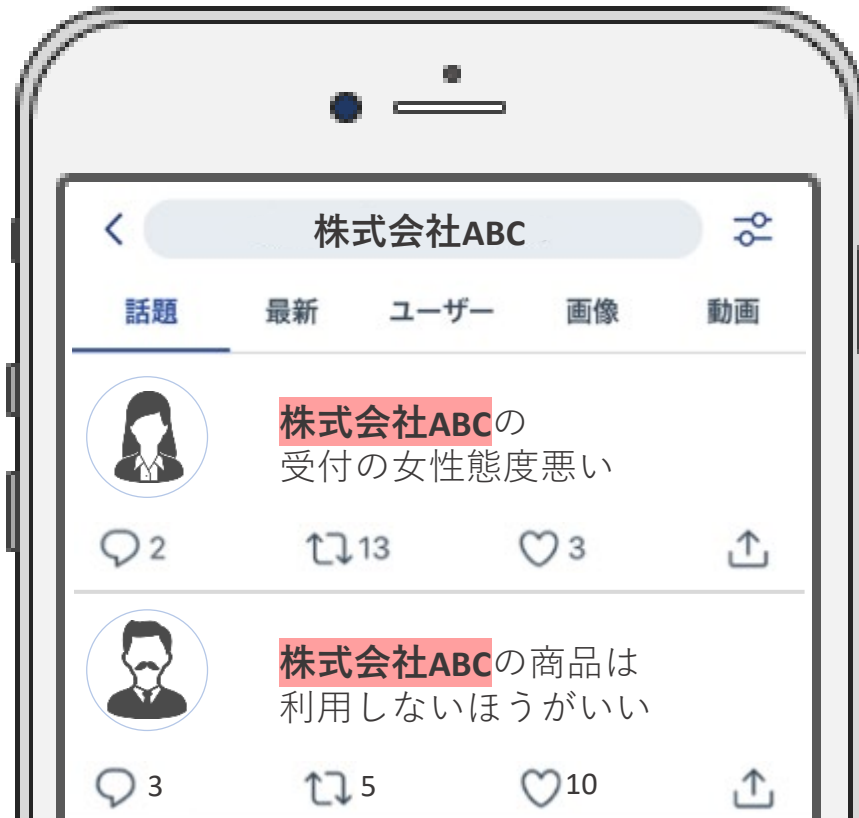 株式会社ABC
話題 最新 ユーザー 画像 動画
株式会社ABCの
受付の女性態度悪い
2 13 3
株式会社ABCの商品は
利用しないほうがいい
3 5 10